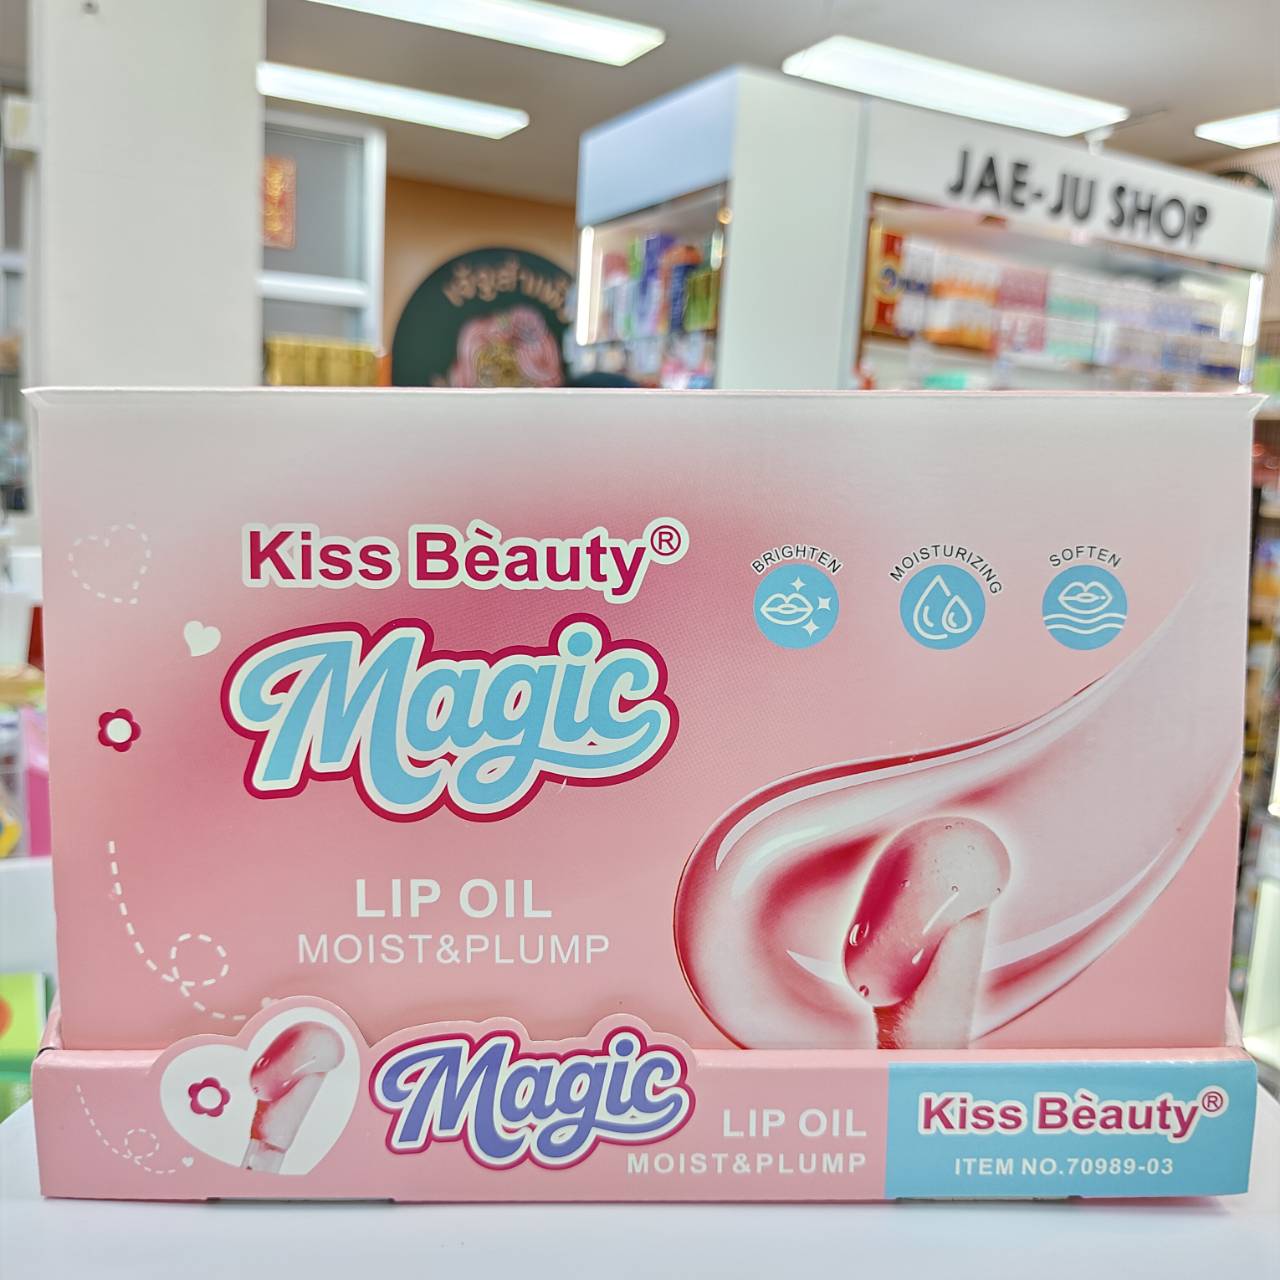 JAE-JU SHOP
Kiss Bèauty®
Magic
LIP OIL
MOIST&PLUMP
BRIGHTEN
MOISTURIZING
SOFTEN
Magic
LIP OIL
MOIST&PLUMP
Kiss Bèauty®
ITEM NO.70989-03